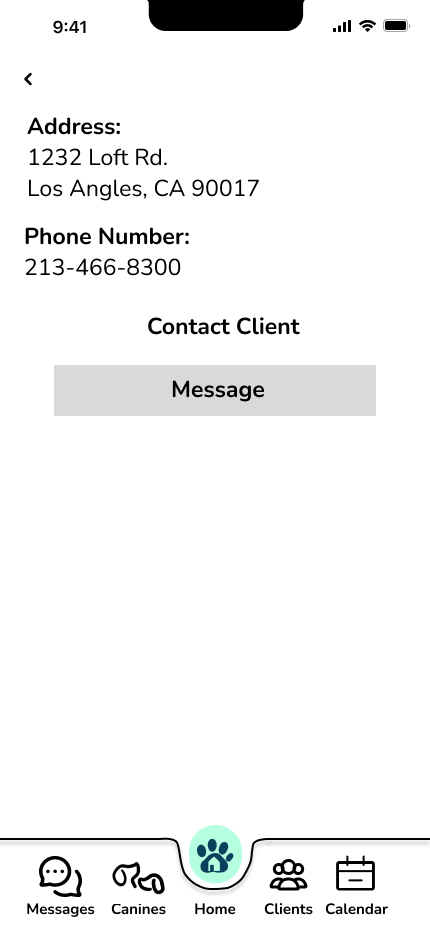 9:41
Address:
1232 Loft Rd.
Los Angles, CA 90017
Phone Number:
213-466-8300
Contact Client
Message
Messages Canines Home Clients Calendar